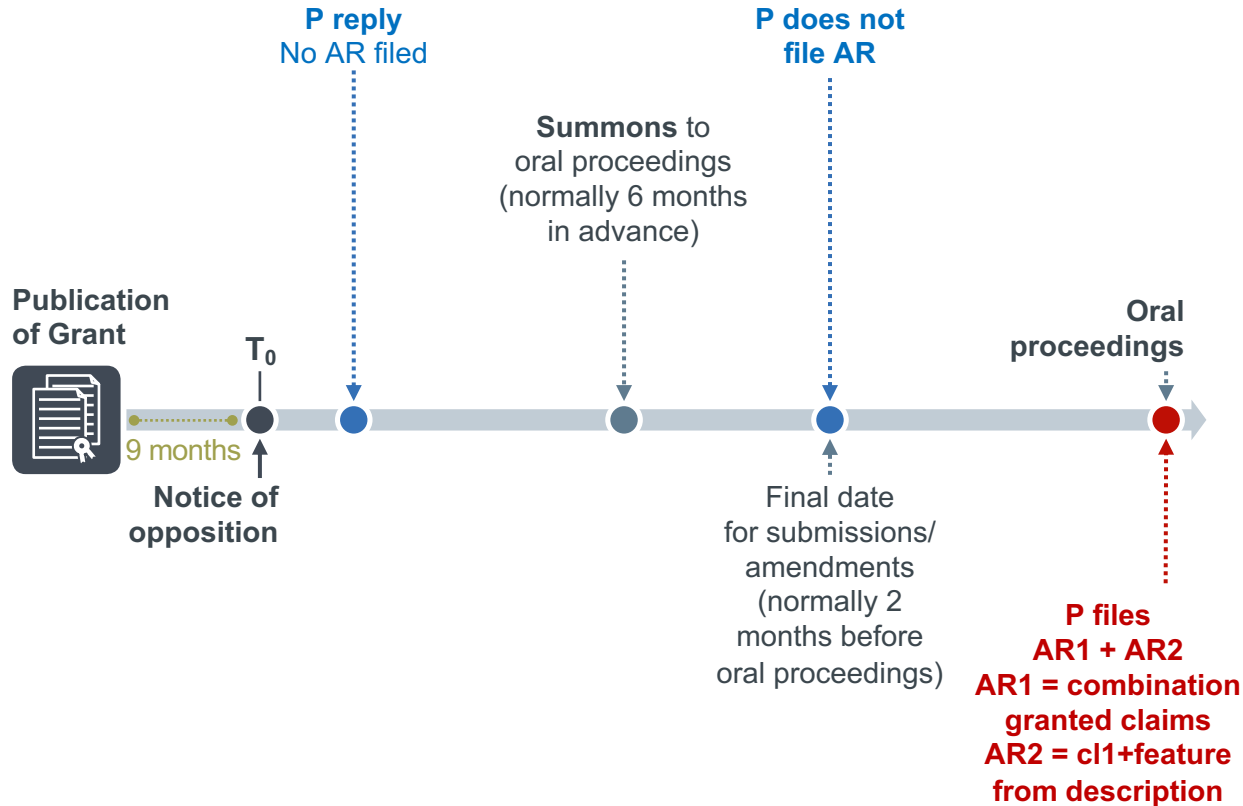 P reply
No AR filed
P does not
file AR
Summons to
oral proceedings
(normally 6 months
in advance)
Publication
of Grant
T₀
Oral
proceedings
9 months
Notice of
opposition
Final date
for submissions/
amendments
(normally 2
months before
oral proceedings)
P files
AR1 + AR2
AR1 = combination
granted claims
AR2 = cl1+feature
from description